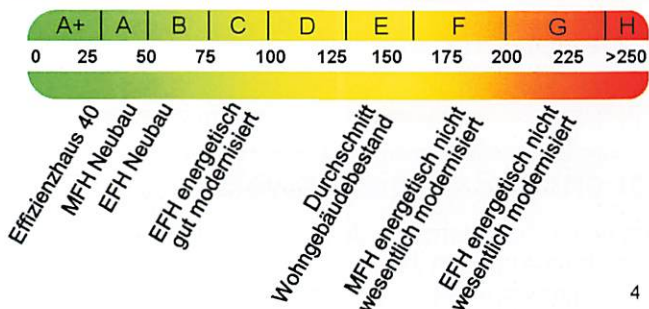 A+ A B C D E F G H
0 25 50 75 100 125 150 175 200 225 >250
Effizienzhaus 40
MFH Neubau
EFH Neubau
EFH energetisch
gut modernisiert
Durchschnitt
Wohngebäudebestand
MFH energetisch nicht
wesentlich modernisiert
EFH energetisch nicht
wesentlich modernisiert
4